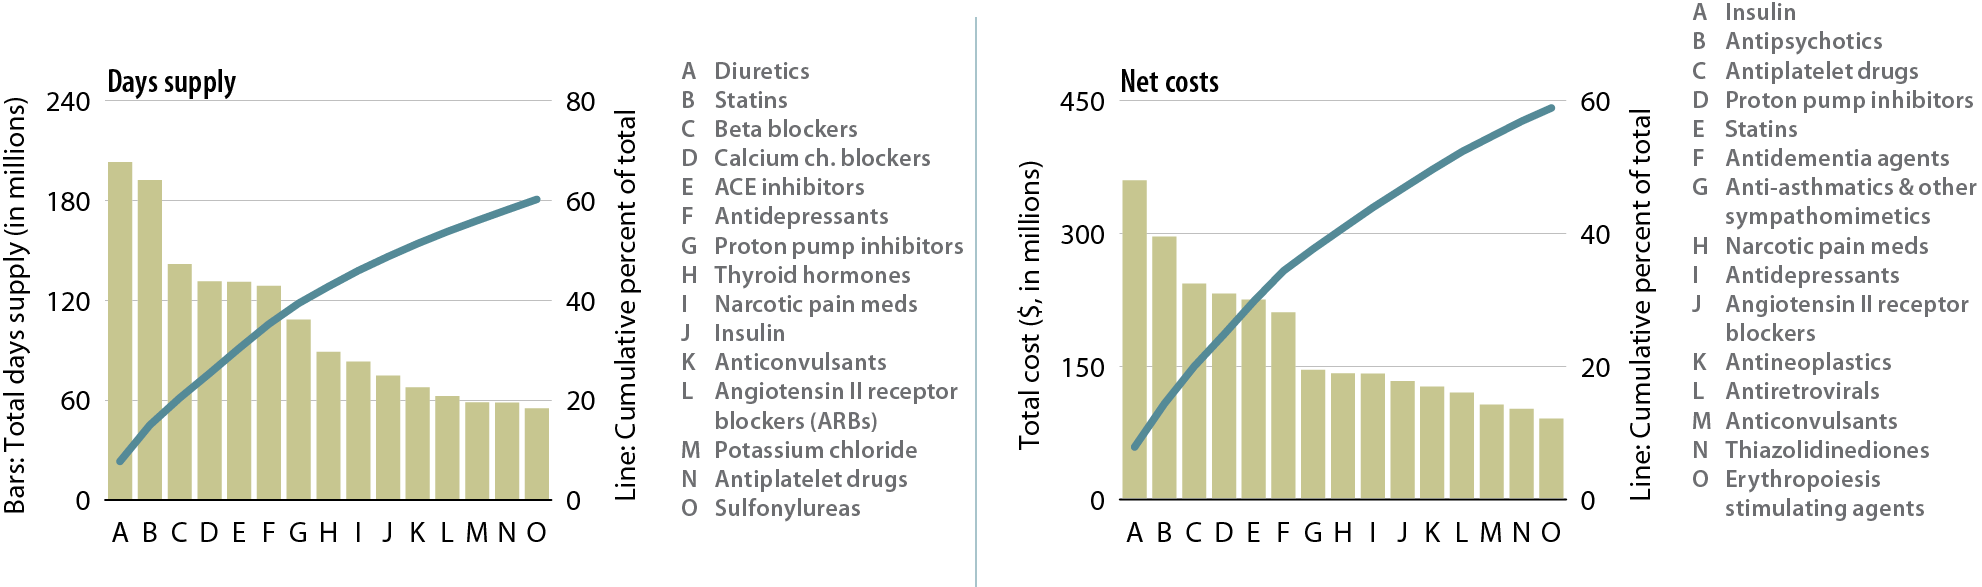 Days supply
Bars: Total days supply (in millions)
240
180
120
60
0
80
60
40
20
0
Line: Cumulative percent of total
A B C D E F G H I J K L M N O
A Diuretics
B Statins
C Beta blockers
D Calcium ch. blockers
E ACE inhibitors
F Antidepressants
G Proton pump inhibitors
H Thyroid hormones
I Narcotic pain meds
J Insulin
K Anticonvulsants
L Angiotensin II receptor
blockers (ARBs)
M Potassium chloride
N Antiplatelet drugs
O Sulfonylureas
Net costs
Total cost ($, in millions)
450
300
150
0
60
40
20
0
Line: Cumulative percent of total
A B C D E F G H I J K L M N O
A Insulin
B Antipsychotics
C Antiplatelet drugs
D Proton pump inhibitors
E Statins
F Antidementia agents
G Anti-asthmatics & other
sympathomimetics
H Narcotic pain meds
I Antidepressants
J Angiotensin II receptor
blockers
K Antineoplastics
L Antiretrovirals
M Anticonvulsants
N Thiazolidinediones
O Erythropoiesis
stimulating agents